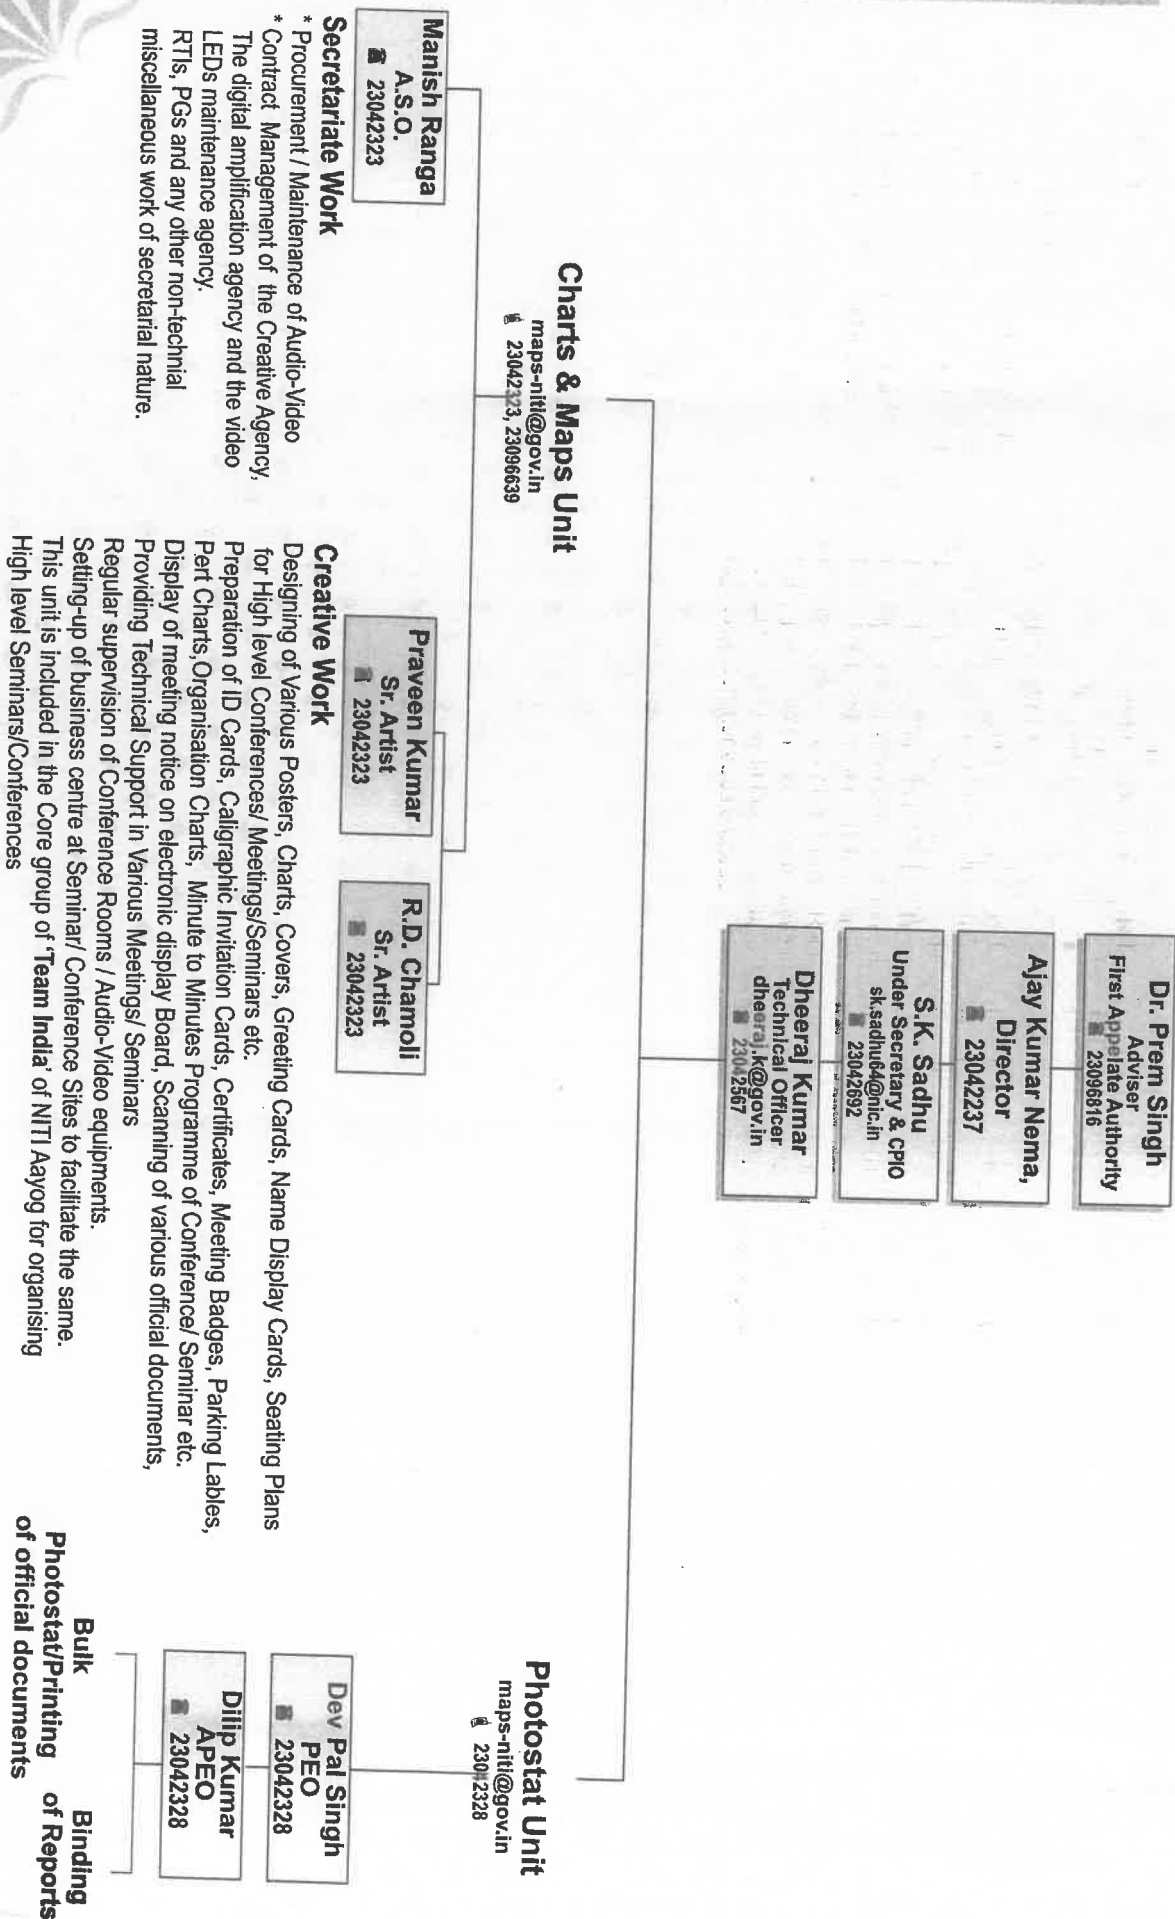 Dr. Prem Singh
Adviser
First Appelate Authority
23096816
Ajay Kumar Nema,
Director
23042237
S.K. Sadhu
Under Secretary & CPIO
sk.sadhu64@nic.in
23042692
Dheeraj Kumar
Technical Officer
dheeraj.k@gov.in
23042567
Charts & Maps Unit
maps-niti@gov.in
23042323, 23096639
Manish Ranga
A.S.O.
23042323
Secretariate Work
* Procurement / Maintenance of Audio-Video
* Contract Management of the Creative Agency,
The digital amplification agency and the video
LEDs maintenance agency.
RTIs, PGs and any other non-technial
miscellaneous work of secretarial nature.
Praveen Kumar
Sr. Artist
23042323
R.D. Chamoli
Sr. Artist
23042323
Creative Work
Designing of Various Posters, Charts, Covers, Greeting Cards, Name Display Cards, Seating Plans
for High level Conferences/ Meetings/Seminars etc.
Preparation of ID Cards, Caligraphic Invitation Cards, Certificates, Meeting Badges, Parking Lables,
Pert Charts,Organisation Charts, Minute to Minutes Programme of Conference/ Seminar etc.
Display of meeting notice on electronic display Board, Scanning of various official documents,
Providing Technical Support in Various Meetings/ Seminars
Regular supervision of Conference Rooms / Audio-Video equipments.
Setting-up of business centre at Seminar/ Conference Sites to facilitate the same.
This unit is included in the Core group of 'Team India' of NITI Aayog for organising
High level Seminars/Conferences
Photostat Unit
maps-niti@gov.in
23042328
Dev Pal Singh
PEO
23042328
Dilip Kumar
APEO
23042328
Bulk
Photostat/Printing
of official documents
Binding
of Reports